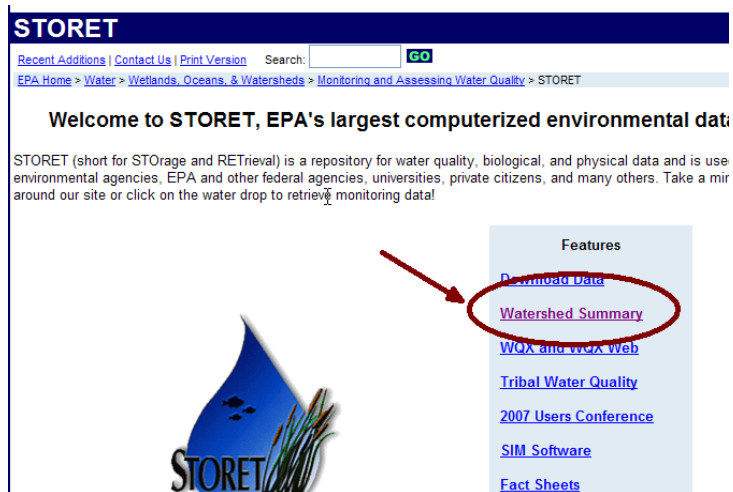 STORET
Recent Additions | Contact Us | Print Version Search: GO
EPA Home > Water > Wetlands, Oceans, & Watersheds > Monitoring and Assessing Water Quality > STORET
Welcome to STORET, EPA's largest computerized environmental data
STORET (short for STOrage and RETrieval) is a repository for water quality, biological, and physical data and is use
environmental agencies, EPA and other federal agencies, universities, private citizens, and many others. Take a min
around our site or click on the water drop to retrieve monitoring data!
Features
Download Data
Watershed Summary
WQX and WQX Web
Tribal Water Quality
2007 Users Conference
SIM Software
Fact Sheets
STORET